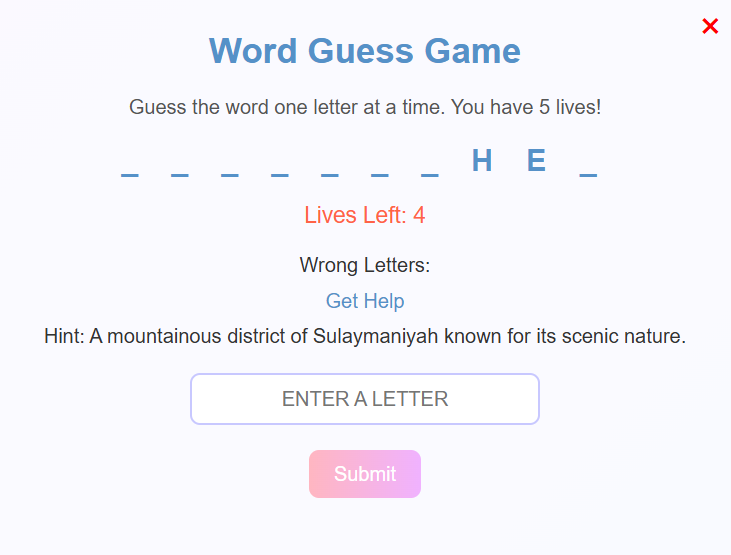 ×
Word Guess Game
Guess the word one letter at a time. You have 5 lives!
_ _ _ _ _ _ _ H E _
Lives Left: 4
Wrong Letters:
Get Help
Hint: A mountainous district of Sulaymaniyah known for its scenic nature.
ENTER A LETTER
Submit